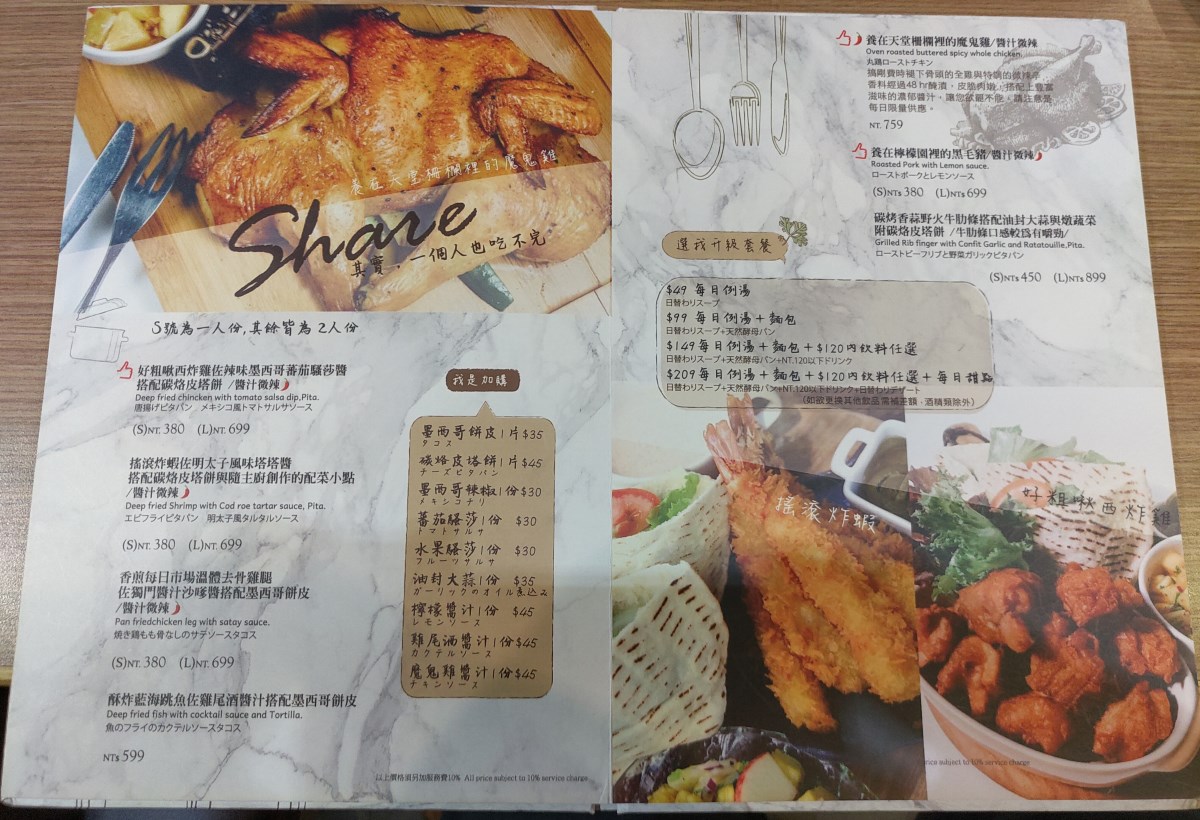 養在天堂柵欄裡的魔鬼雞
Share
其實，一個人也吃不完
S號為一人份,其餘皆為 2人份
好粗啾西炸雞佐辣味墨西哥蕃茄騷莎醬
搭配碳烙皮塔餅 /醬汁微辣
Deep fried chincken with tomato salsa dip,Pita.
唐揚げピタパン　メキシコ風トマトサルサソース
(S)NT. 380 (L)NT. 699
搖滾炸蝦佐明太子風味塔塔醬
搭配碳烙皮塔餅與隨主廚創作的配菜小點
/醬汁微辣
Deep fried Shrimp with Cod roe tartar sauce, Pita.
エビフライピタパン　明太子風タルタルソース
(S)NT. 380 (L)NT. 699
香煎每日市場溫體去骨雞腿
佐獨門醬汁沙嗲醬搭配墨西哥餅皮
/醬汁微辣
Pan friedchicken leg with satay sauce.
焼き鶏もも骨なしのサテソースタコス
(S)NT. 380 (L)NT. 699
酥炸藍海跳魚佐雞尾酒醬汁搭配墨西哥餅皮
Deep fried fish with cocktail sauce and Tortilla.
魚のフライのカクテルソースタコス
NT$ 599
我是加購
墨西哥餅皮1片$35
タコス
碳烙皮塔餅1片$45
チーズピタパン
墨西哥辣椒1份$30
メキシコナリ
蕃茄騷莎1份 $30
トマトサルサ
水果騷莎1份 $30
フルーツサルサ
油封大蒜1份 $35
ガーリックのオイル煮込み
檸檬醬汁1份 $45
レモンソース
雞尾酒醬汁1份$45
カクテルソース
魔鬼雞醬汁1份$45
チキンソース
以上價格須另加服務費10% All price subject to 10% service charge
養在天堂柵欄裡的魔鬼雞/醬汁微辣
Oven roasted buttered spicy whole chicken.
丸鶏ローストチキン
搞剛費時褪下骨頭的全雞與特調的微辣辛
香料經過48 hr醃漬，皮脆肉嫩，搭配上豐富
滋味的濃郁醬汁，讓您欲罷不能，請注意是
每日限量供應。
NT. 759
養在檸檬園裡的黑毛豬/醬汁微辣
Roasted Pork with Lemon sauce.
ローストポークとレモンソース
(S)NT$ 380 (L)NT$ 699
碳烤香蒜野火牛肋條搭配油封大蒜與燉蔬菜
附碳烙皮塔餅 /牛肋條口感較為有嚼勁/
Grilled Rib finger with Confit Garlic and Ratatouille,Pita.
ローストビーフリブと野菜ガリックピタパン
(S)NT$ 450 (L)NT$ 899
選我升級套餐
$49 每日例湯
日替わりスープ
$99 每日例湯 + 麵包
日替わりスープ+天然酵母パン
$149每日例湯 + 麵包 + $120內飲料任選
日替わりスープ+天然酵母パン+NT.120以下ドリンク
$209每日例湯 + 麵包 + $120內飲料任選 + 每日甜點
日替わりスープ+天然酵母パン+NT.120以下ドリンク+日替わりデザート
(如欲更換其他飲品需補差額，酒精類除外)
搖滾炸蝦
好粗啾西炸雞
price subject to 10% service charge